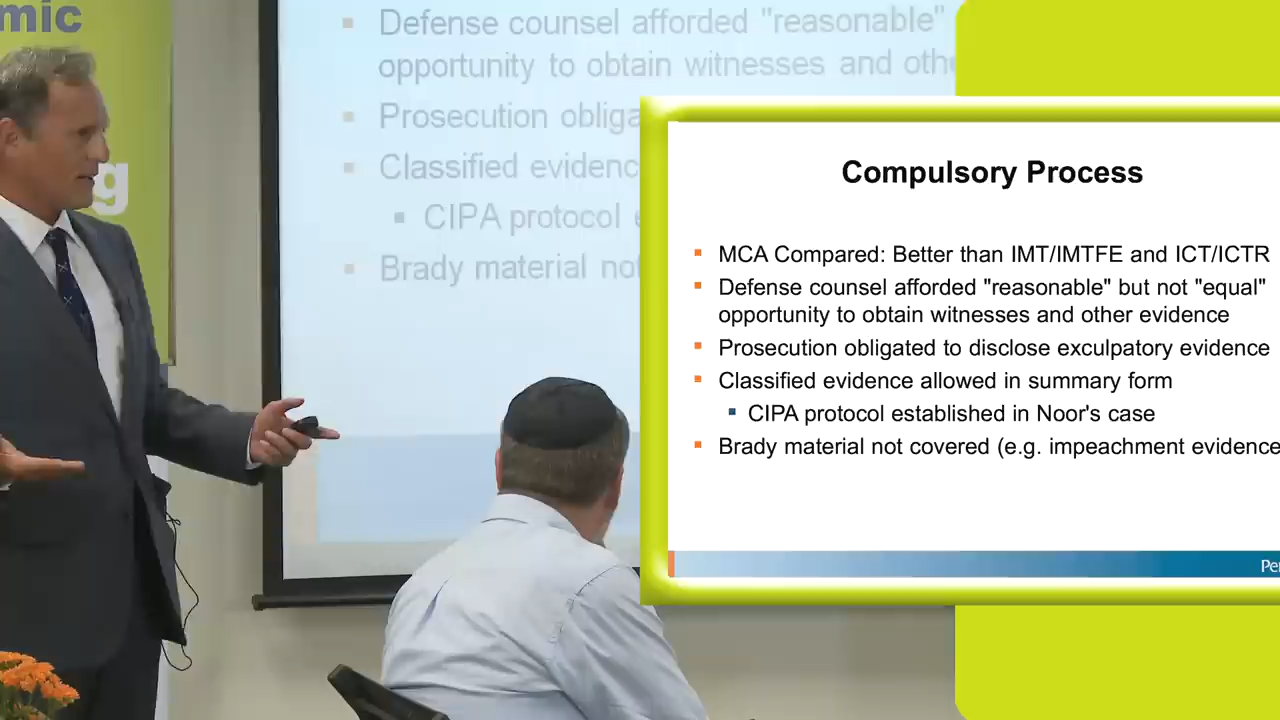 mic
g
Defense counsel afforded "reasonable"
opportunity to obtain witnesses and
Prosecution
Classified
CIPA protocol
Brady material
Compulsory Process
MCA Compared: Better than IMT/IMTFE and ICT/ICTR
Defense counsel afforded "reasonable" but not "equal"
opportunity to obtain witnesses and other evidence
Prosecution obligated to disclose exculpatory evidence
Classified evidence allowed in summary form
CIPA protocol established in Noor's case
Brady material not covered (e.g. impeachment evidence